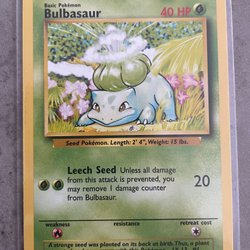 Basic Pokémon
Bulbasaur 40 HP
Seed Pokémon. Length: 2' 4", Weight: 15 lbs.
Leech Seed Unless all damage
from this attack is prevented, you
may remove 1 damage counter
from Bulbasaur.
20
weakness resistance retreat cost
A strange seed was planted on its back at birth. The plant